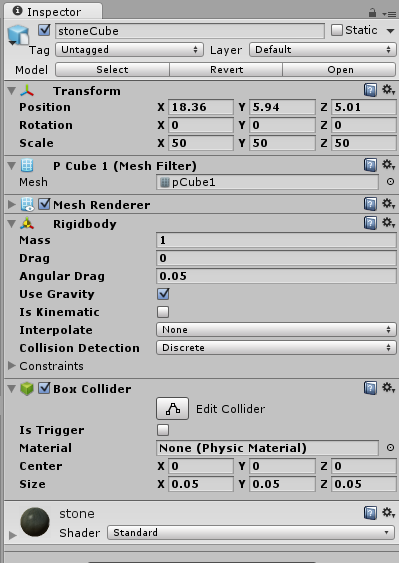 Inspector
stoneCube Static
Tag Untagged Layer Default
Model Select Revert Open
Transform
Position X 18.36 Y 5.94 Z 5.01
Rotation X 0 Y 0 Z 0
Scale X 50 Y 50 Z 50
P Cube 1 (Mesh Filter)
Mesh pCube1
Mesh Renderer
Rigidbody
Mass 1
Drag 0
Angular Drag 0.05
Use Gravity
Is Kinematic
Interpolate None
Collision Detection Discrete
Constraints
Box Collider
Edit Collider
Is Trigger
Material None (Physic Material)
Center X 0 Y 0 Z 0
Size X 0.05 Y 0.05 Z 0.05
stone
Shader Standard